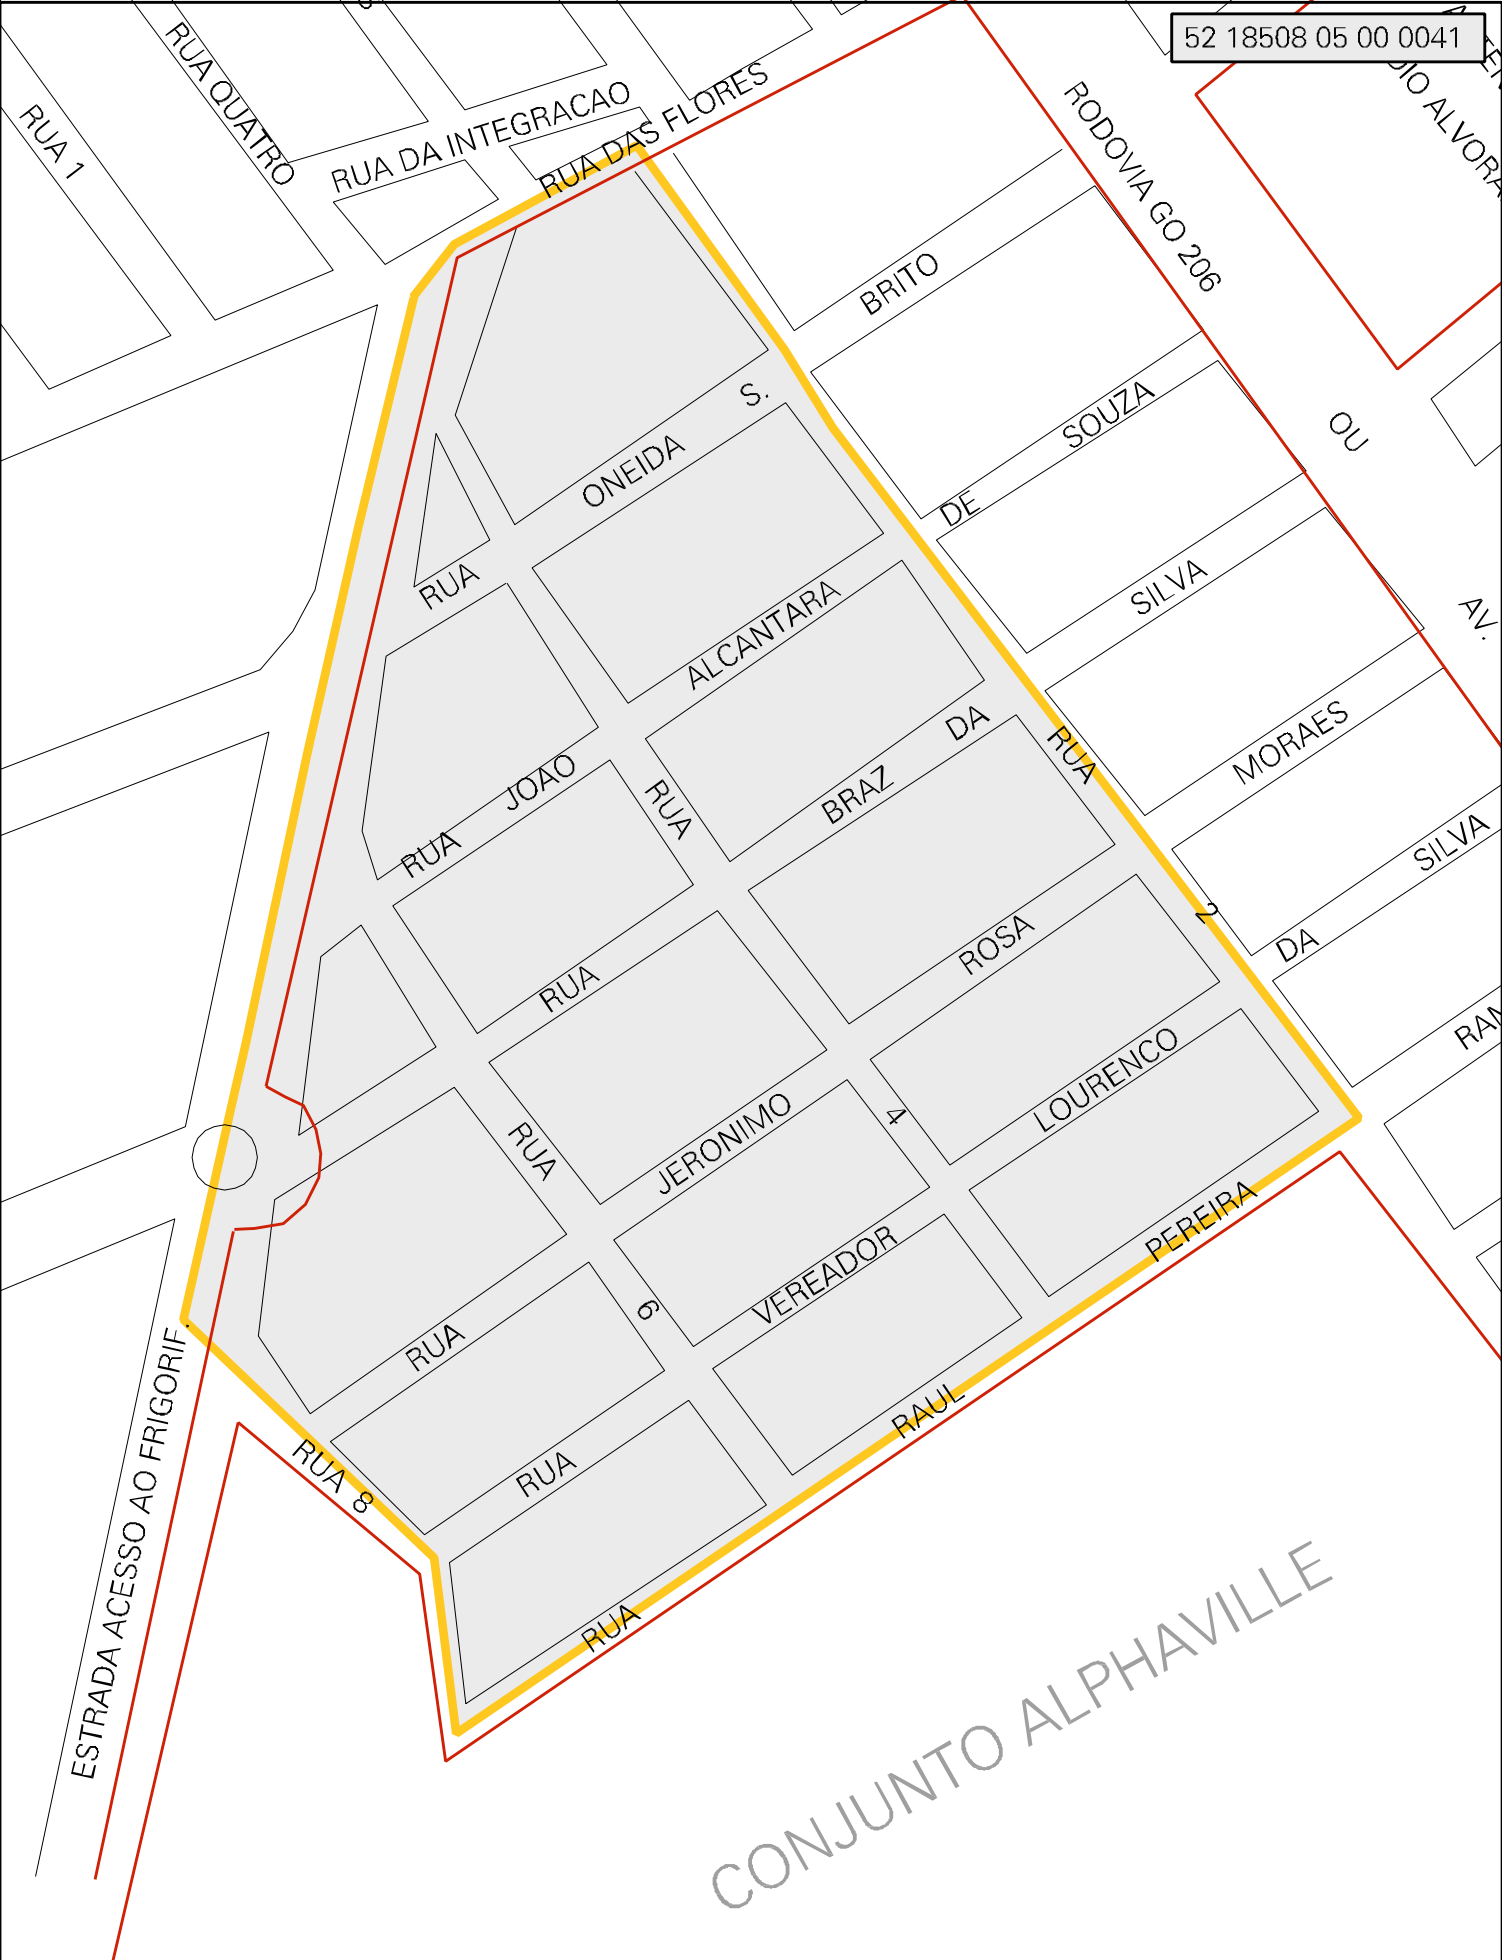 52 18508 05 00 0041
RUA QUATRO
RUA 1
RUA DA INTEGRACAO
RUA DAS FLORES
RODOVIA GO 206
OU
AV.
BRITO
S.
SOUZA
ONEIDA
DE
RUA
SILVA
ALCANTARA
DA
MORAES
RUA
JOAO
BRAZ
RUA
RUA
SILVA
2
DA
ROSA
RUA
LOURENCO
4
JERONIMO
RUA
PEREIRA
VEREADOR
6
RUA
RAUL
RUA
RUA 8
ESTRADA ACESSO AO FRIGORIF.
RUA
CONJUNTO ALPHAVILLE